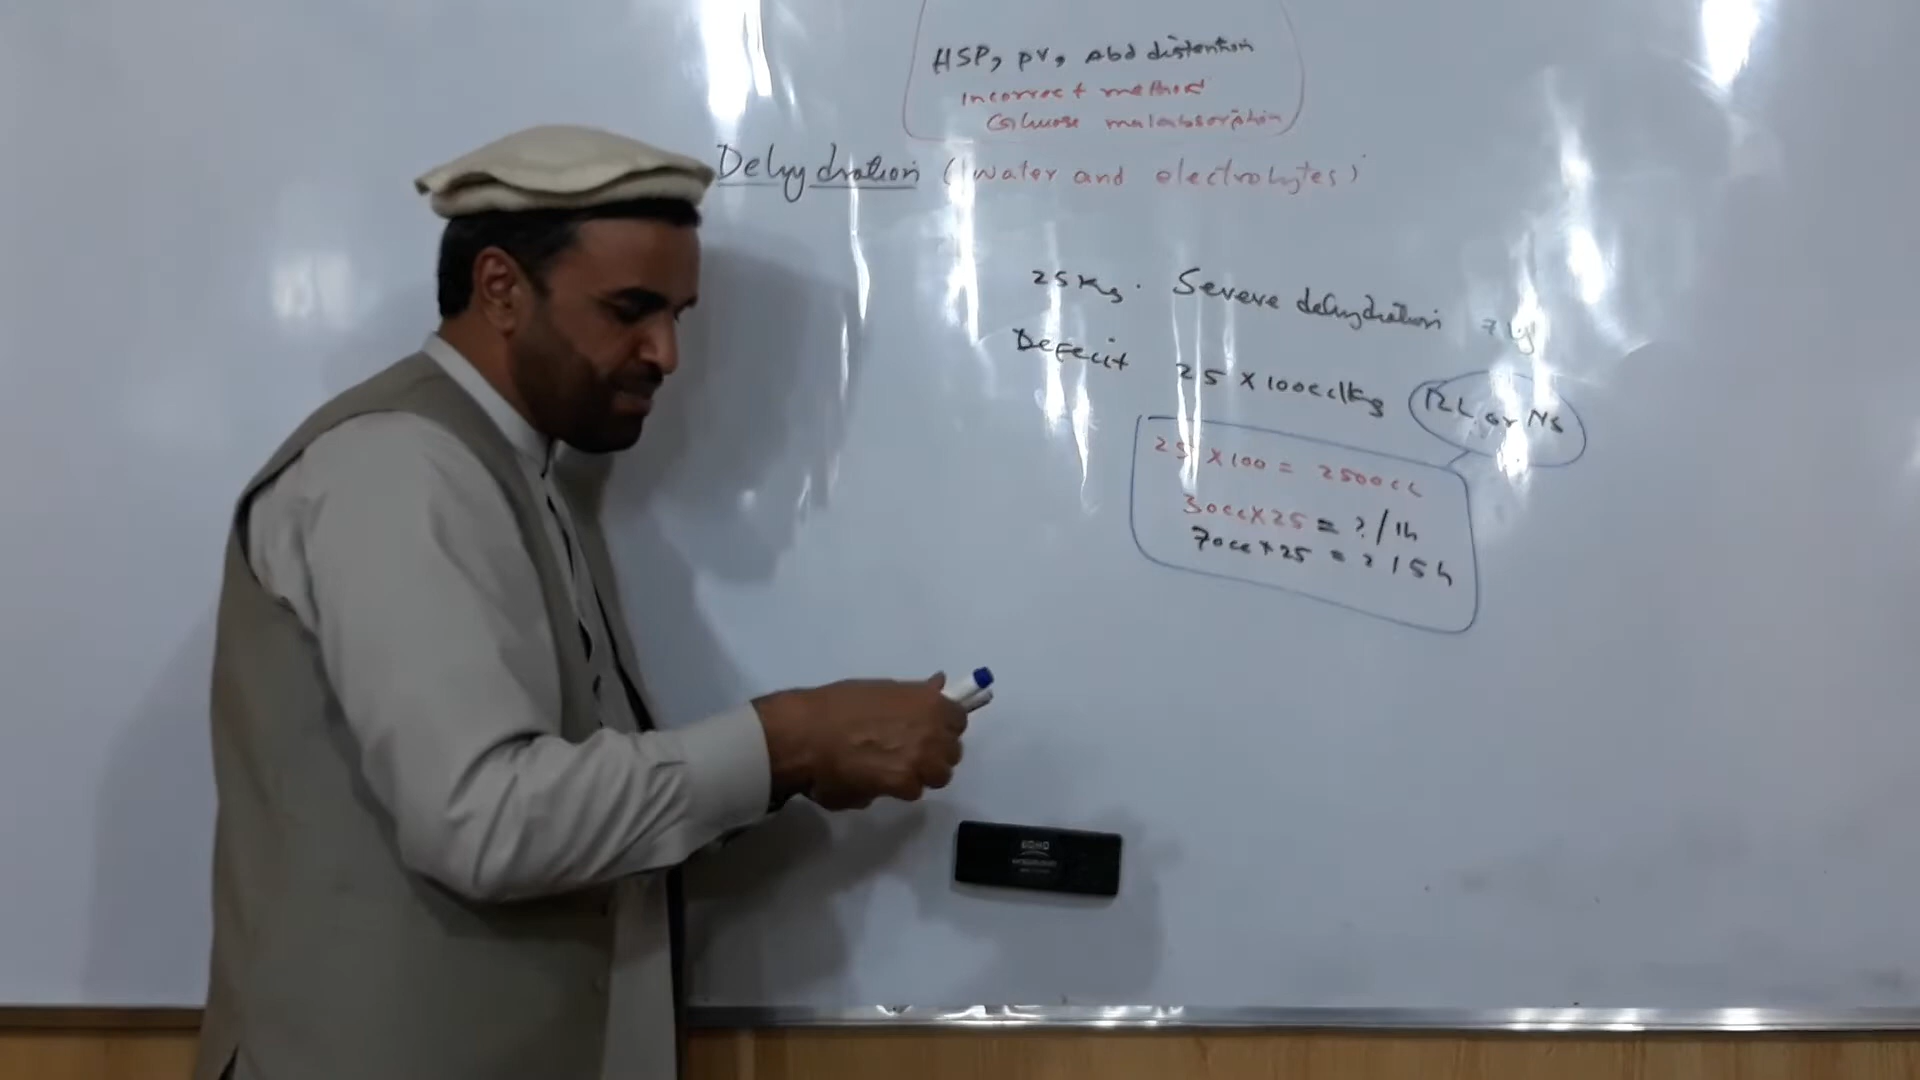 HSP, PV, Abd distention
Incorrect method
Glucose malabsorption
Dehydration (water and electrolytes)
25 Kg. Severe dehydration
Defecit 25 × 100cc/kg RL or NS
25 × 100 = 2500cc
30cc×25 = ?/1h
70cc×25 = ?/5h